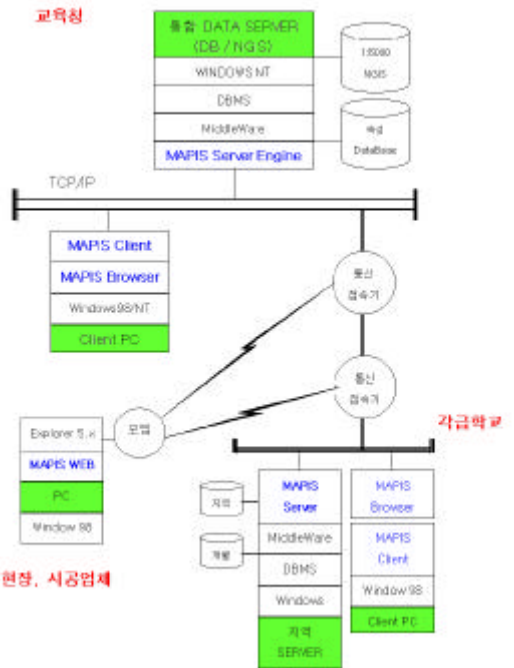 교육청
통합 DATA SERVER
(DB / NGS)
WINDOWS NT
DBMS
MiddleWare
MAPIS Server Engine
1:5000
NGIS
속성
DataBase
TCP/IP
MAPIS Client
MAPIS Browser
Windows98/NT
Client PC
통신
접속기
통신
접속기
모뎀
Explorer 5.x
MAPIS WEB
PC
Window 98
현장, 시공업체
각급학교
지역
개별
MAPIS
Server
MiddleWare
DBMS
Windows
지역
SERVER
MAPIS
Browser
MAPIS
Client
Window 98
Client PC